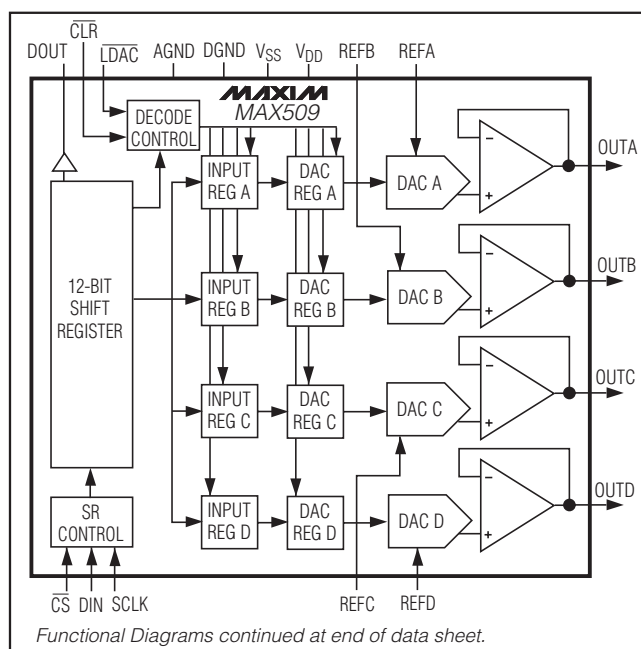 CLR
DOUT LDAC AGND DGND VSS VDD REFB REFA
MAXIM
MAX509
DECODE
CONTROL
INPUT
REG A
DAC
REG A
DAC A
- + OUTA
12-BIT
SHIFT
REGISTER
INPUT
REG B
DAC
REG B
DAC B
- + OUTB
INPUT
REG C
DAC
REG C
DAC C
- + OUTC
SR
CONTROL
INPUT
REG D
DAC
REG D
DAC D
- + OUTD
CS DIN SCLK REFC REFD
Functional Diagrams continued at end of data sheet.